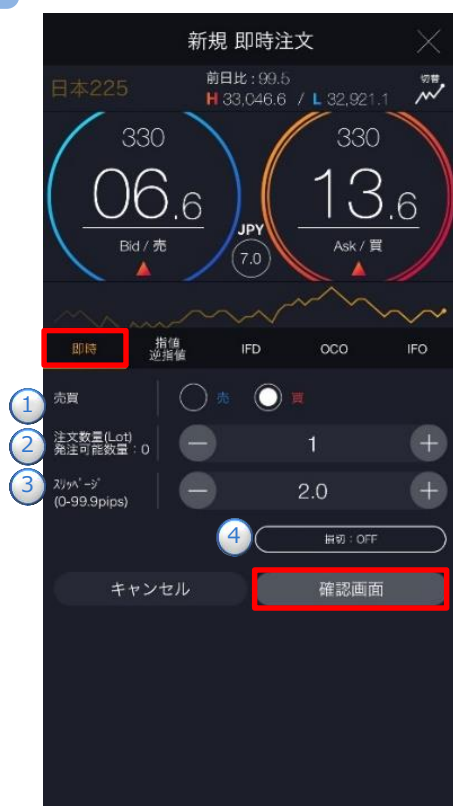 新規 即時注文
日本225
前日比：99.5
H 33,046.6 / L 32,921.1
切替
330
06.6
Bid / 売
JPY
7.0
330
13.6
Ask / 買
即時
指値
逆指値
IFD
OCO
IFO
1
売買
売
買
2
注文数量(Lot)
発注可能数量：0
1
3
ｽﾘｯﾍﾟｰｼﾞ
(0-99.9pips)
2.0
4
損切：OFF
キャンセル
確認画面